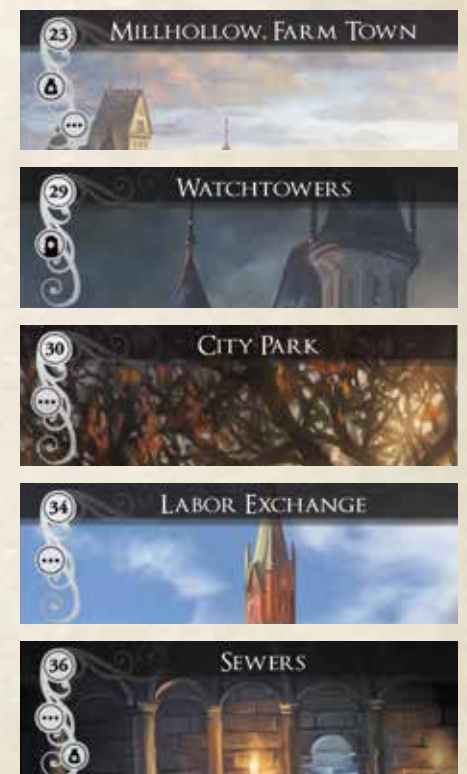 23
MILLHOLLOW, FARM TOWN
29
WATCHTOWERS
30
CITY PARK
34
LABOR EXCHANGE
36
SEWERS